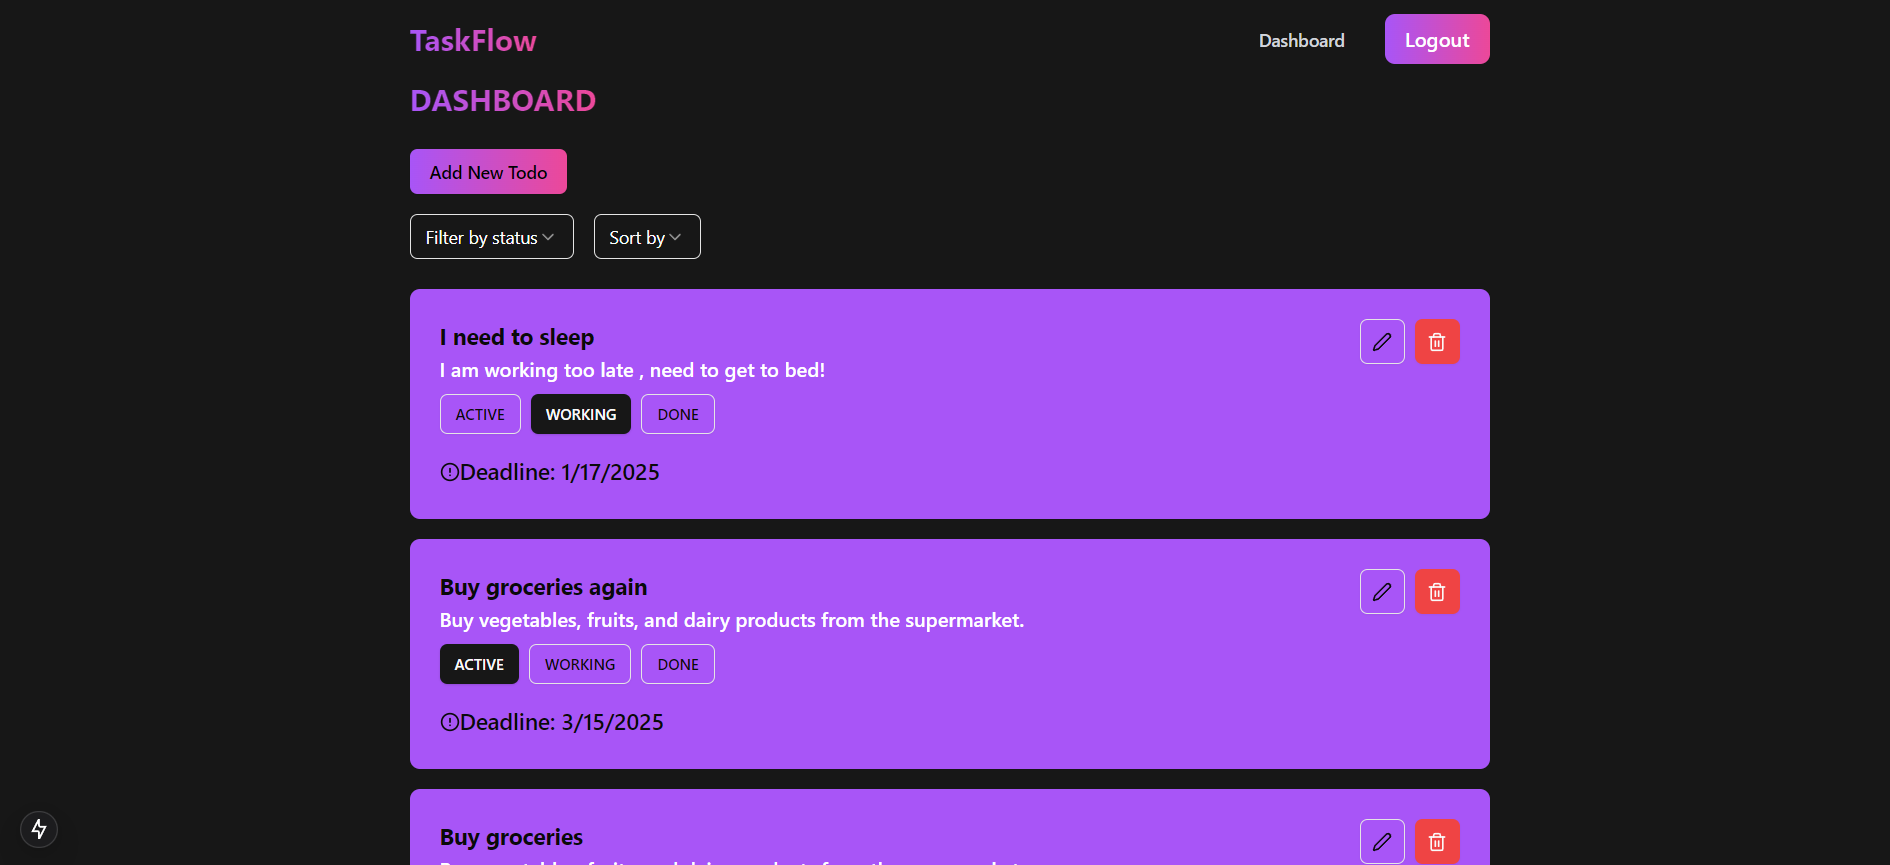 TaskFlow
Dashboard
Logout
DASHBOARD
Add New Todo
Filter by status
Sort by
I need to sleep
I am working too late , need to get to bed!
ACTIVE WORKING DONE
Deadline: 1/17/2025
Buy groceries again
Buy vegetables, fruits, and dairy products from the supermarket.
ACTIVE WORKING DONE
Deadline: 3/15/2025
Buy groceries